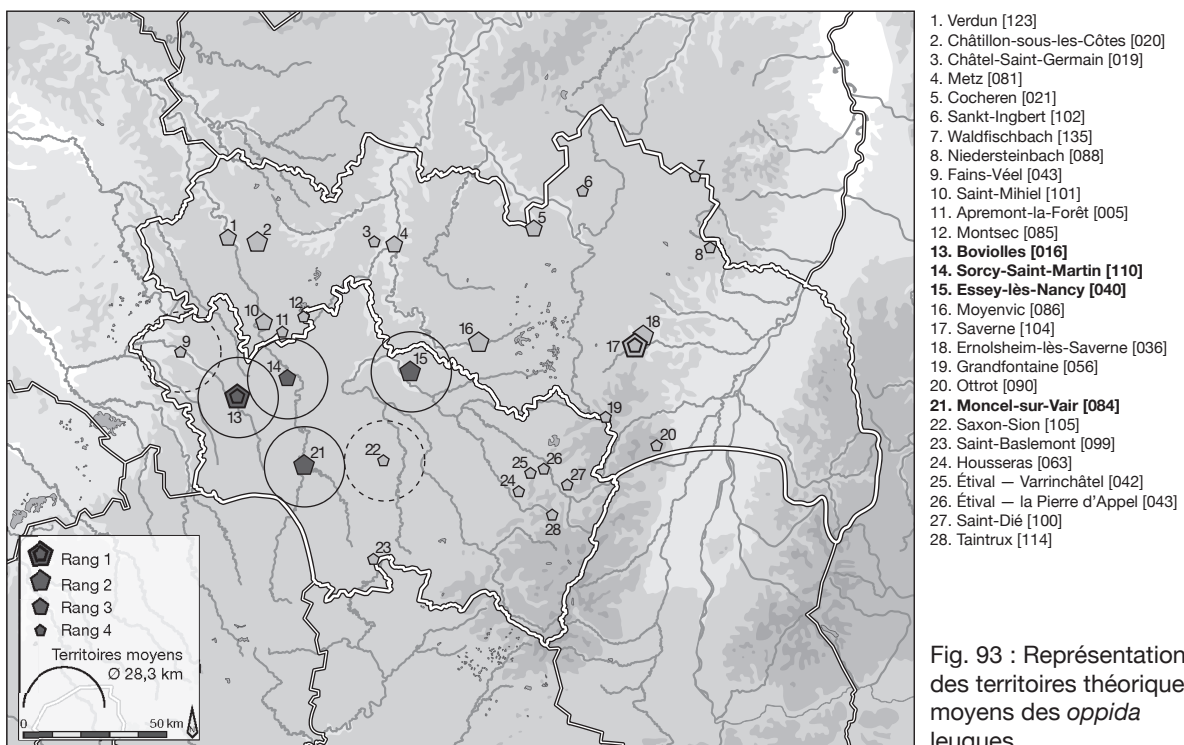 1
2
3
4
5
6
7
8
9
10
11
12
13
14
15
16
17
18
19
20
21
22
23
24
25
26
27
28
Rang 1
Rang 2
Rang 3
Rang 4
Territoires moyens
Ø 28,3 km
0 50 km
N
1. Verdun [123]
2. Châtillon-sous-les-Côtes [020]
3. Châtel-Saint-Germain [019]
4. Metz [081]
5. Cocheren [021]
6. Sankt-Ingbert [102]
7. Waldfischbach [135]
8. Niedersteinbach [088]
9. Fains-Véel [043]
10. Saint-Mihiel [101]
11. Apremont-la-Forêt [005]
12. Montsec [085]
13. Boviolles [016]
14. Sorcy-Saint-Martin [110]
15. Essey-lès-Nancy [040]
16. Moyenvic [086]
17. Saverne [104]
18. Ernolsheim-lès-Saverne [036]
19. Grandfontaine [056]
20. Ottrot [090]
21. Moncel-sur-Vair [084]
22. Saxon-Sion [105]
23. Saint-Baslemont [099]
24. Housseras [063]
25. Étival — Varrinchâtel [042]
26. Étival — la Pierre d'Appel [043]
27. Saint-Dié [100]
28. Taintrux [114]
Fig. 93 : Représentation
des territoires théorique
moyens des oppida
leuques